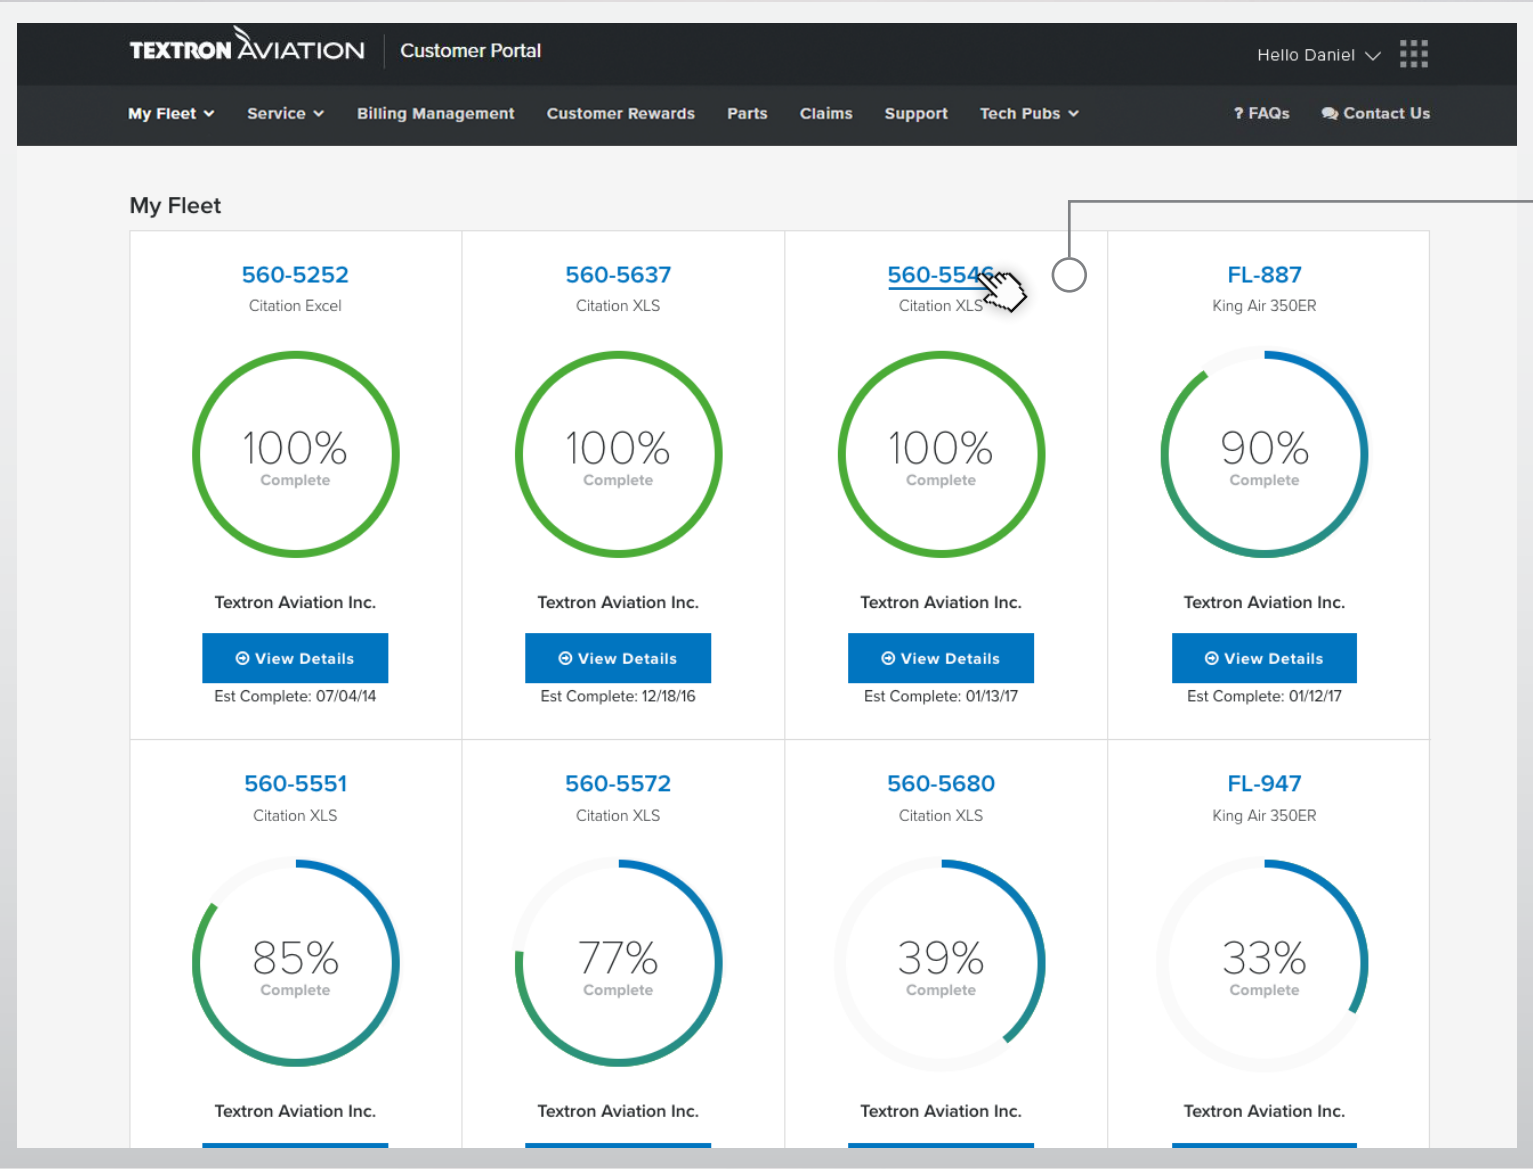 TEXTRON AVIATION
Customer Portal
Hello Daniel
My Fleet
Service
Billing Management
Customer Rewards
Parts
Claims
Support
Tech Pubs
? FAQs
Contact Us
My Fleet
560-5252
Citation Excel
100%
Complete
Textron Aviation Inc.
View Details
Est Complete: 07/04/14
560-5637
Citation XLS
100%
Complete
Textron Aviation Inc.
View Details
Est Complete: 12/18/16
560-5546
Citation XLS
100%
Complete
Textron Aviation Inc.
View Details
Est Complete: 01/13/17
FL-887
King Air 350ER
90%
Complete
Textron Aviation Inc.
View Details
Est Complete: 01/12/17
560-5551
Citation XLS
85%
Complete
Textron Aviation Inc.
560-5572
Citation XLS
77%
Complete
Textron Aviation Inc.
560-5680
Citation XLS
39%
Complete
Textron Aviation Inc.
FL-947
King Air 350ER
33%
Complete
Textron Aviation Inc.